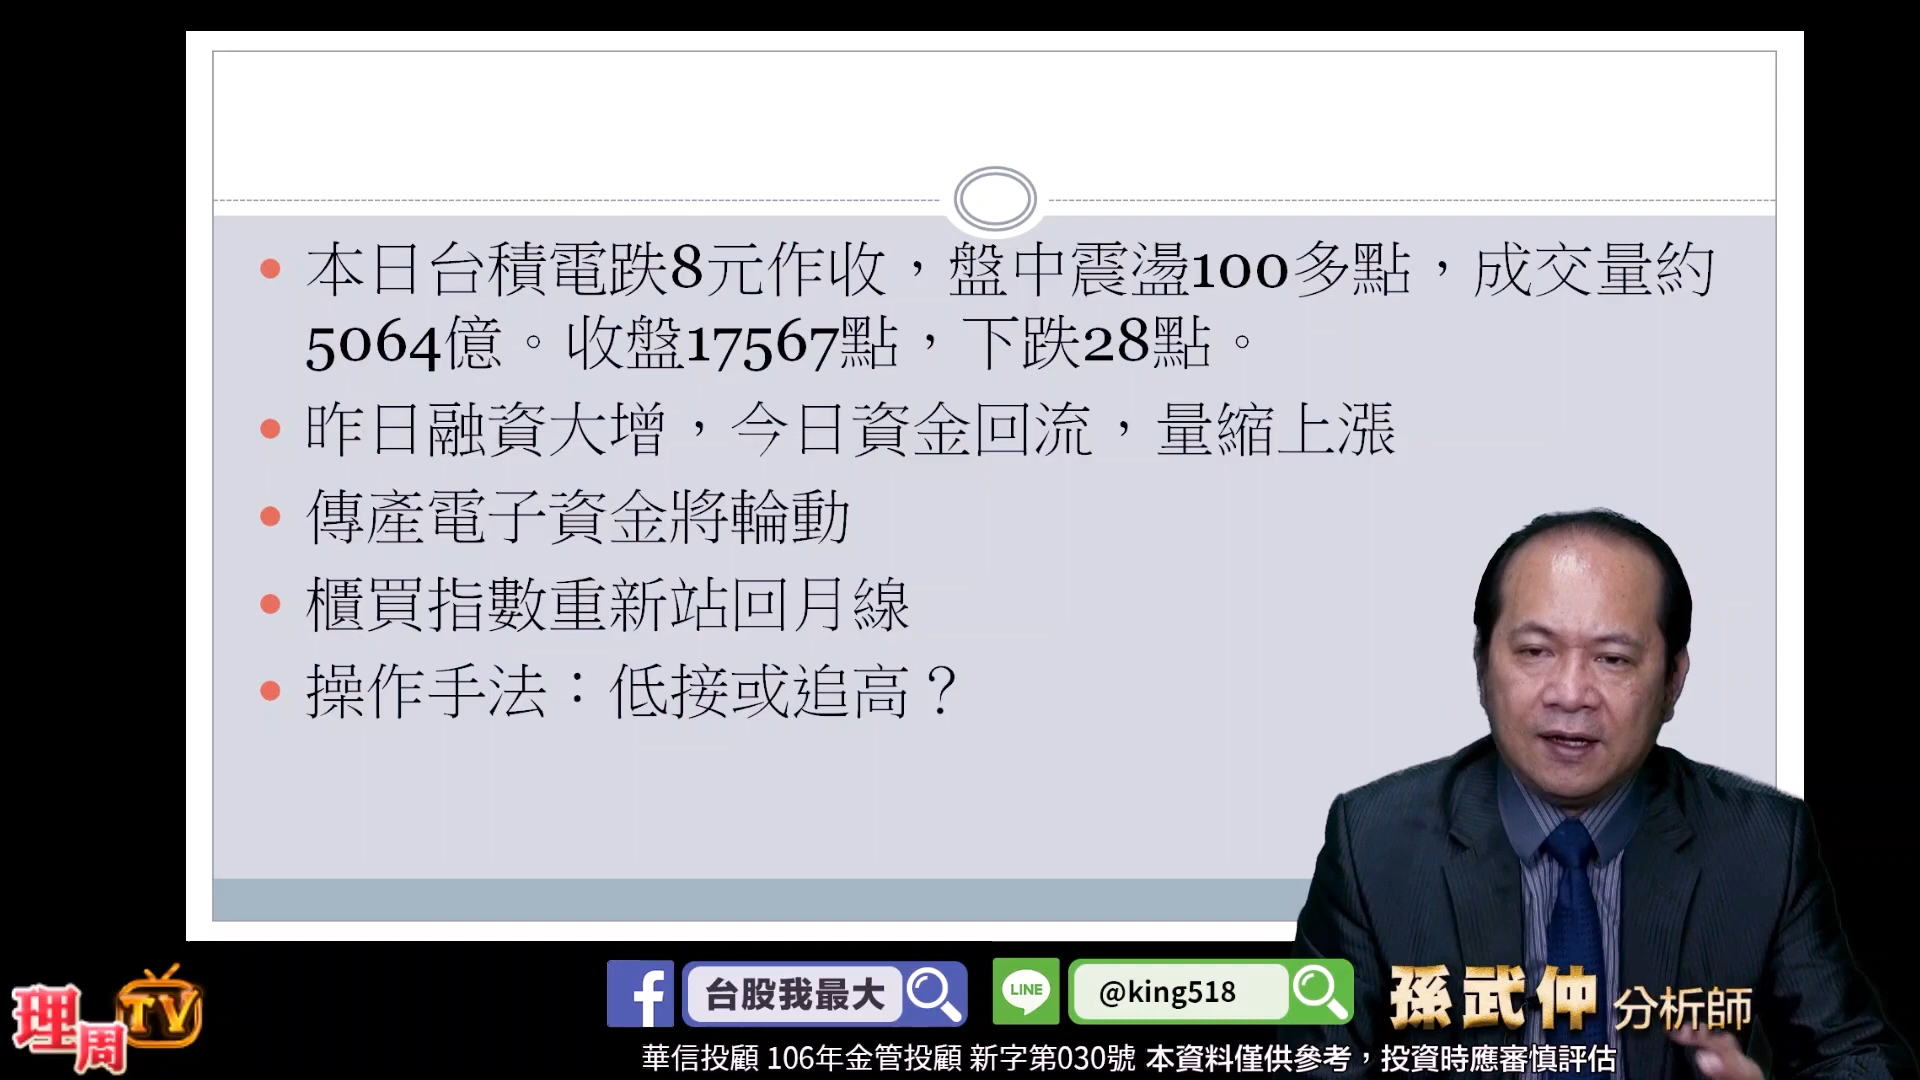 本日台積電跌8元作收，盤中震盪100多點，成交量約
5064億。收盤17567點，下跌28點。
昨日融資大增，今日資金回流，量縮上漲
傳產電子資金將輪動
櫃買指數重新站回月線
操作手法：低接或追高？
理周TV
f 台股我最大
LINE @king518
孫武仲 分析師
華信投顧 106年金管投顧 新字第030號 本資料僅供參考，投資時應審慎評估